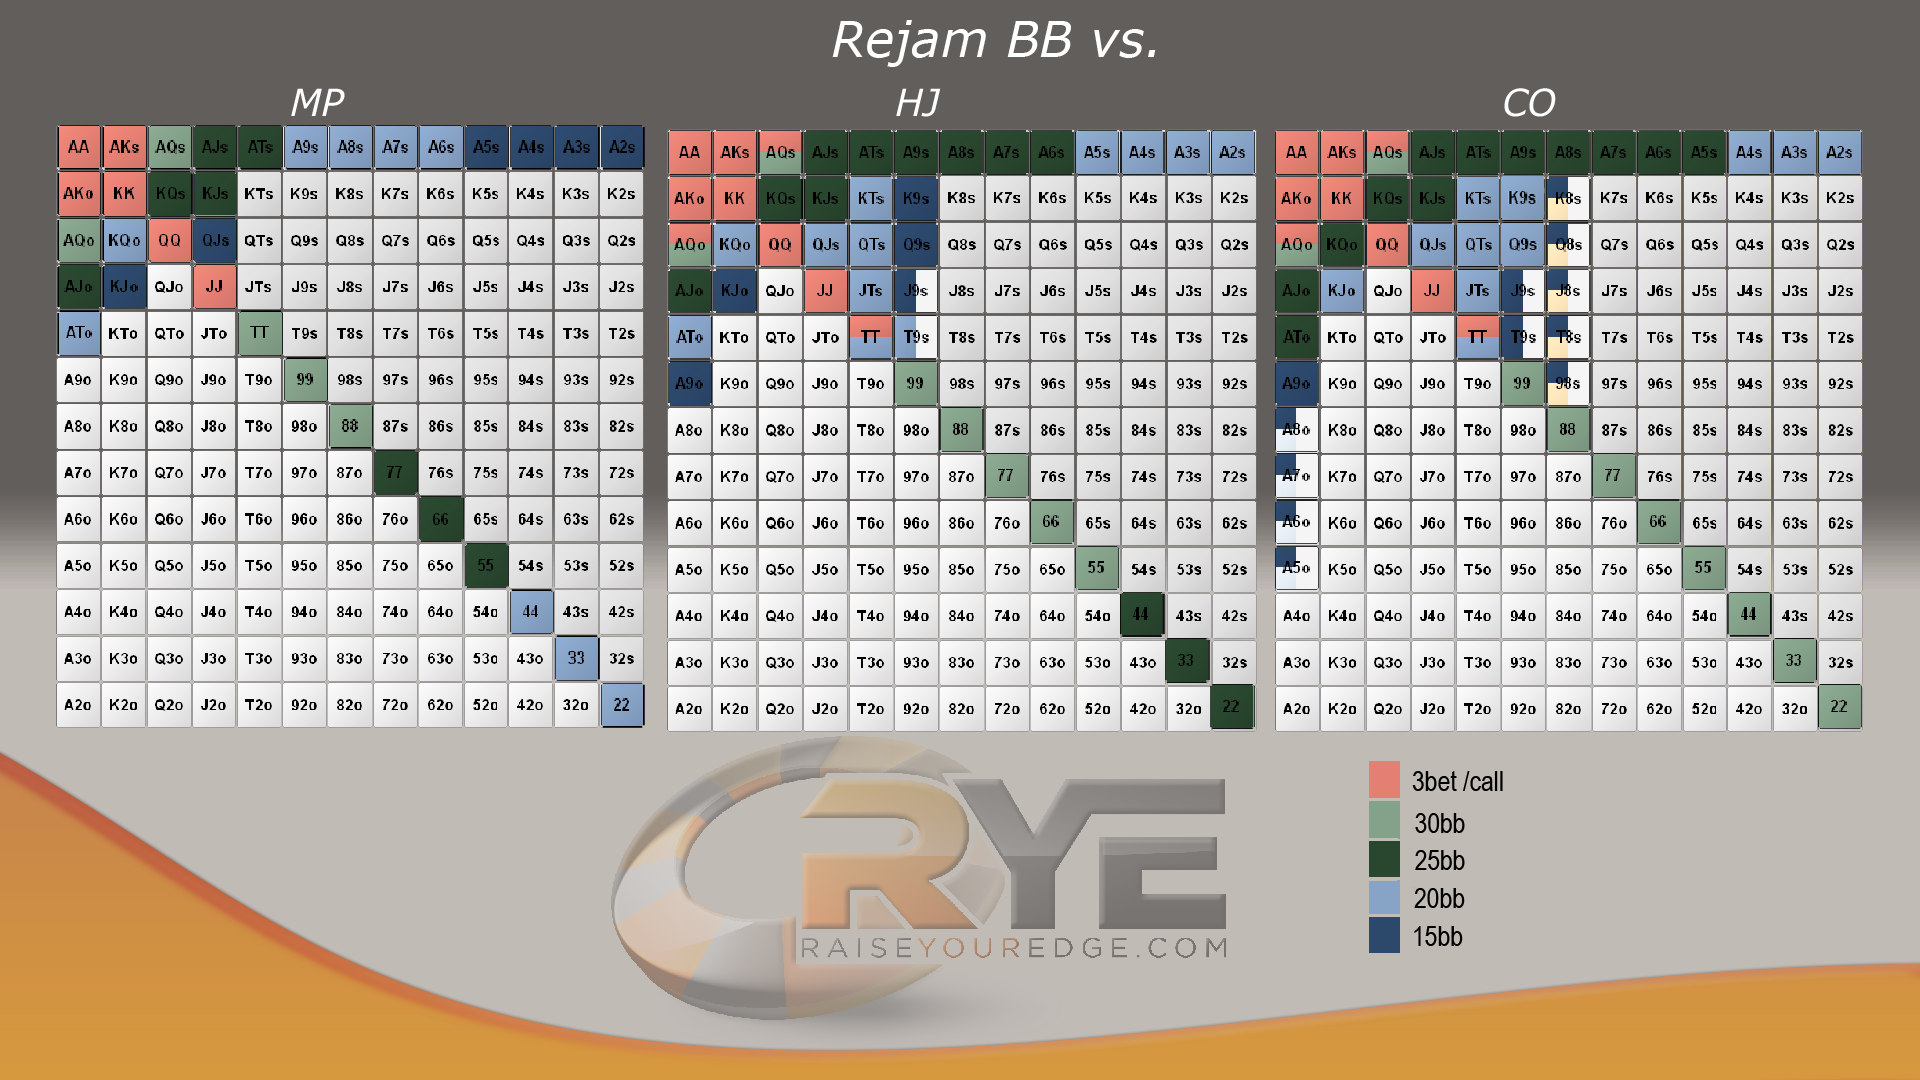 Rejam BB vs.
MP HJ CO
AA AKs AQs AJs ATs A9s A8s A7s A6s A5s A4s A3s A2s AA AKs AQs AJs ATs A9s A8s A7s A6s A5s A4s A3s A2s AA AKs AQs AJs ATs A9s A8s A7s A6s A5s A4s A3s A2s
AKo KK KQs KJs KTs K9s K8s K7s K6s K5s K4s K3s K2s AKo KK KQs KJs KTs K9s K8s K7s K6s K5s K4s K3s K2s AKo KK KQs KJs KTs K9s K8s K7s K6s K5s K4s K3s K2s
AQo KQo QQ QJs QTs Q9s Q8s Q7s Q6s Q5s Q4s Q3s Q2s AQo KQo QQ QJs QTs Q9s Q8s Q7s Q6s Q5s Q4s Q3s Q2s AQo KQo QQ QJs QTs Q9s Q8s Q7s Q6s Q5s Q4s Q3s Q2s
AJo KJo QJo JJ JTs J9s J8s J7s J6s J5s J4s J3s J2s AJo KJo QJo JJ JTs J9s J8s J7s J6s J5s J4s J3s J2s AJo KJo QJo JJ JTs J9s J8s J7s J6s J5s J4s J3s J2s
ATo KTo QTo JTo TT T9s T8s T7s T6s T5s T4s T3s T2s ATo KTo QTo JTo TT T9s T8s T7s T6s T5s T4s T3s T2s ATo KTo QTo JTo TT T9s T8s T7s T6s T5s T4s T3s T2s
A9o K9o Q9o J9o T9o 99 98s 97s 96s 95s 94s 93s 92s A9o K9o Q9o J9o T9o 99 98s 97s 96s 95s 94s 93s 92s A9o K9o Q9o J9o T9o 99 98s 97s 96s 95s 94s 93s 92s
A8o K8o Q8o J8o T8o 98o 88 87s 86s 85s 84s 83s 82s A8o K8o Q8o J8o T8o 98o 88 87s 86s 85s 84s 83s 82s A8o K8o Q8o J8o T8o 98o 88 87s 86s 85s 84s 83s 82s
A7o K7o Q7o J7o T7o 97o 87o 77 76s 75s 74s 73s 72s A7o K7o Q7o J7o T7o 97o 87o 77 76s 75s 74s 73s 72s A7o K7o Q7o J7o T7o 97o 87o 77 76s 75s 74s 73s 72s
A6o K6o Q6o J6o T6o 96o 86o 76o 66 65s 64s 63s 62s A6o K6o Q6o J6o T6o 96o 86o 76o 66 65s 64s 63s 62s A6o K6o Q6o J6o T6o 96o 86o 76o 66 65s 64s 63s 62s
A5o K5o Q5o J5o T5o 95o 85o 75o 65o 55 54s 53s 52s A5o K5o Q5o J5o T5o 95o 85o 75o 65o 55 54s 53s 52s A5o K5o Q5o J5o T5o 95o 85o 75o 65o 55 54s 53s 52s
A4o K4o Q4o J4o T4o 94o 84o 74o 64o 54o 44 43s 42s A4o K4o Q4o J4o T4o 94o 84o 74o 64o 54o 44 43s 42s A4o K4o Q4o J4o T4o 94o 84o 74o 64o 54o 44 43s 42s
A3o K3o Q3o J3o T3o 93o 83o 73o 63o 53o 43o 33 32s A3o K3o Q3o J3o T3o 93o 83o 73o 63o 53o 43o 33 32s A3o K3o Q3o J3o T3o 93o 83o 73o 63o 53o 43o 33 32s
A2o K2o Q2o J2o T2o 92o 82o 72o 62o 52o 42o 32o 22 A2o K2o Q2o J2o T2o 92o 82o 72o 62o 52o 42o 32o 22 A2o K2o Q2o J2o T2o 92o 82o 72o 62o 52o 42o 32o 22
3bet /call
30bb
25bb
20bb
15bb
RYE
RAISEYOUREDGE.COM